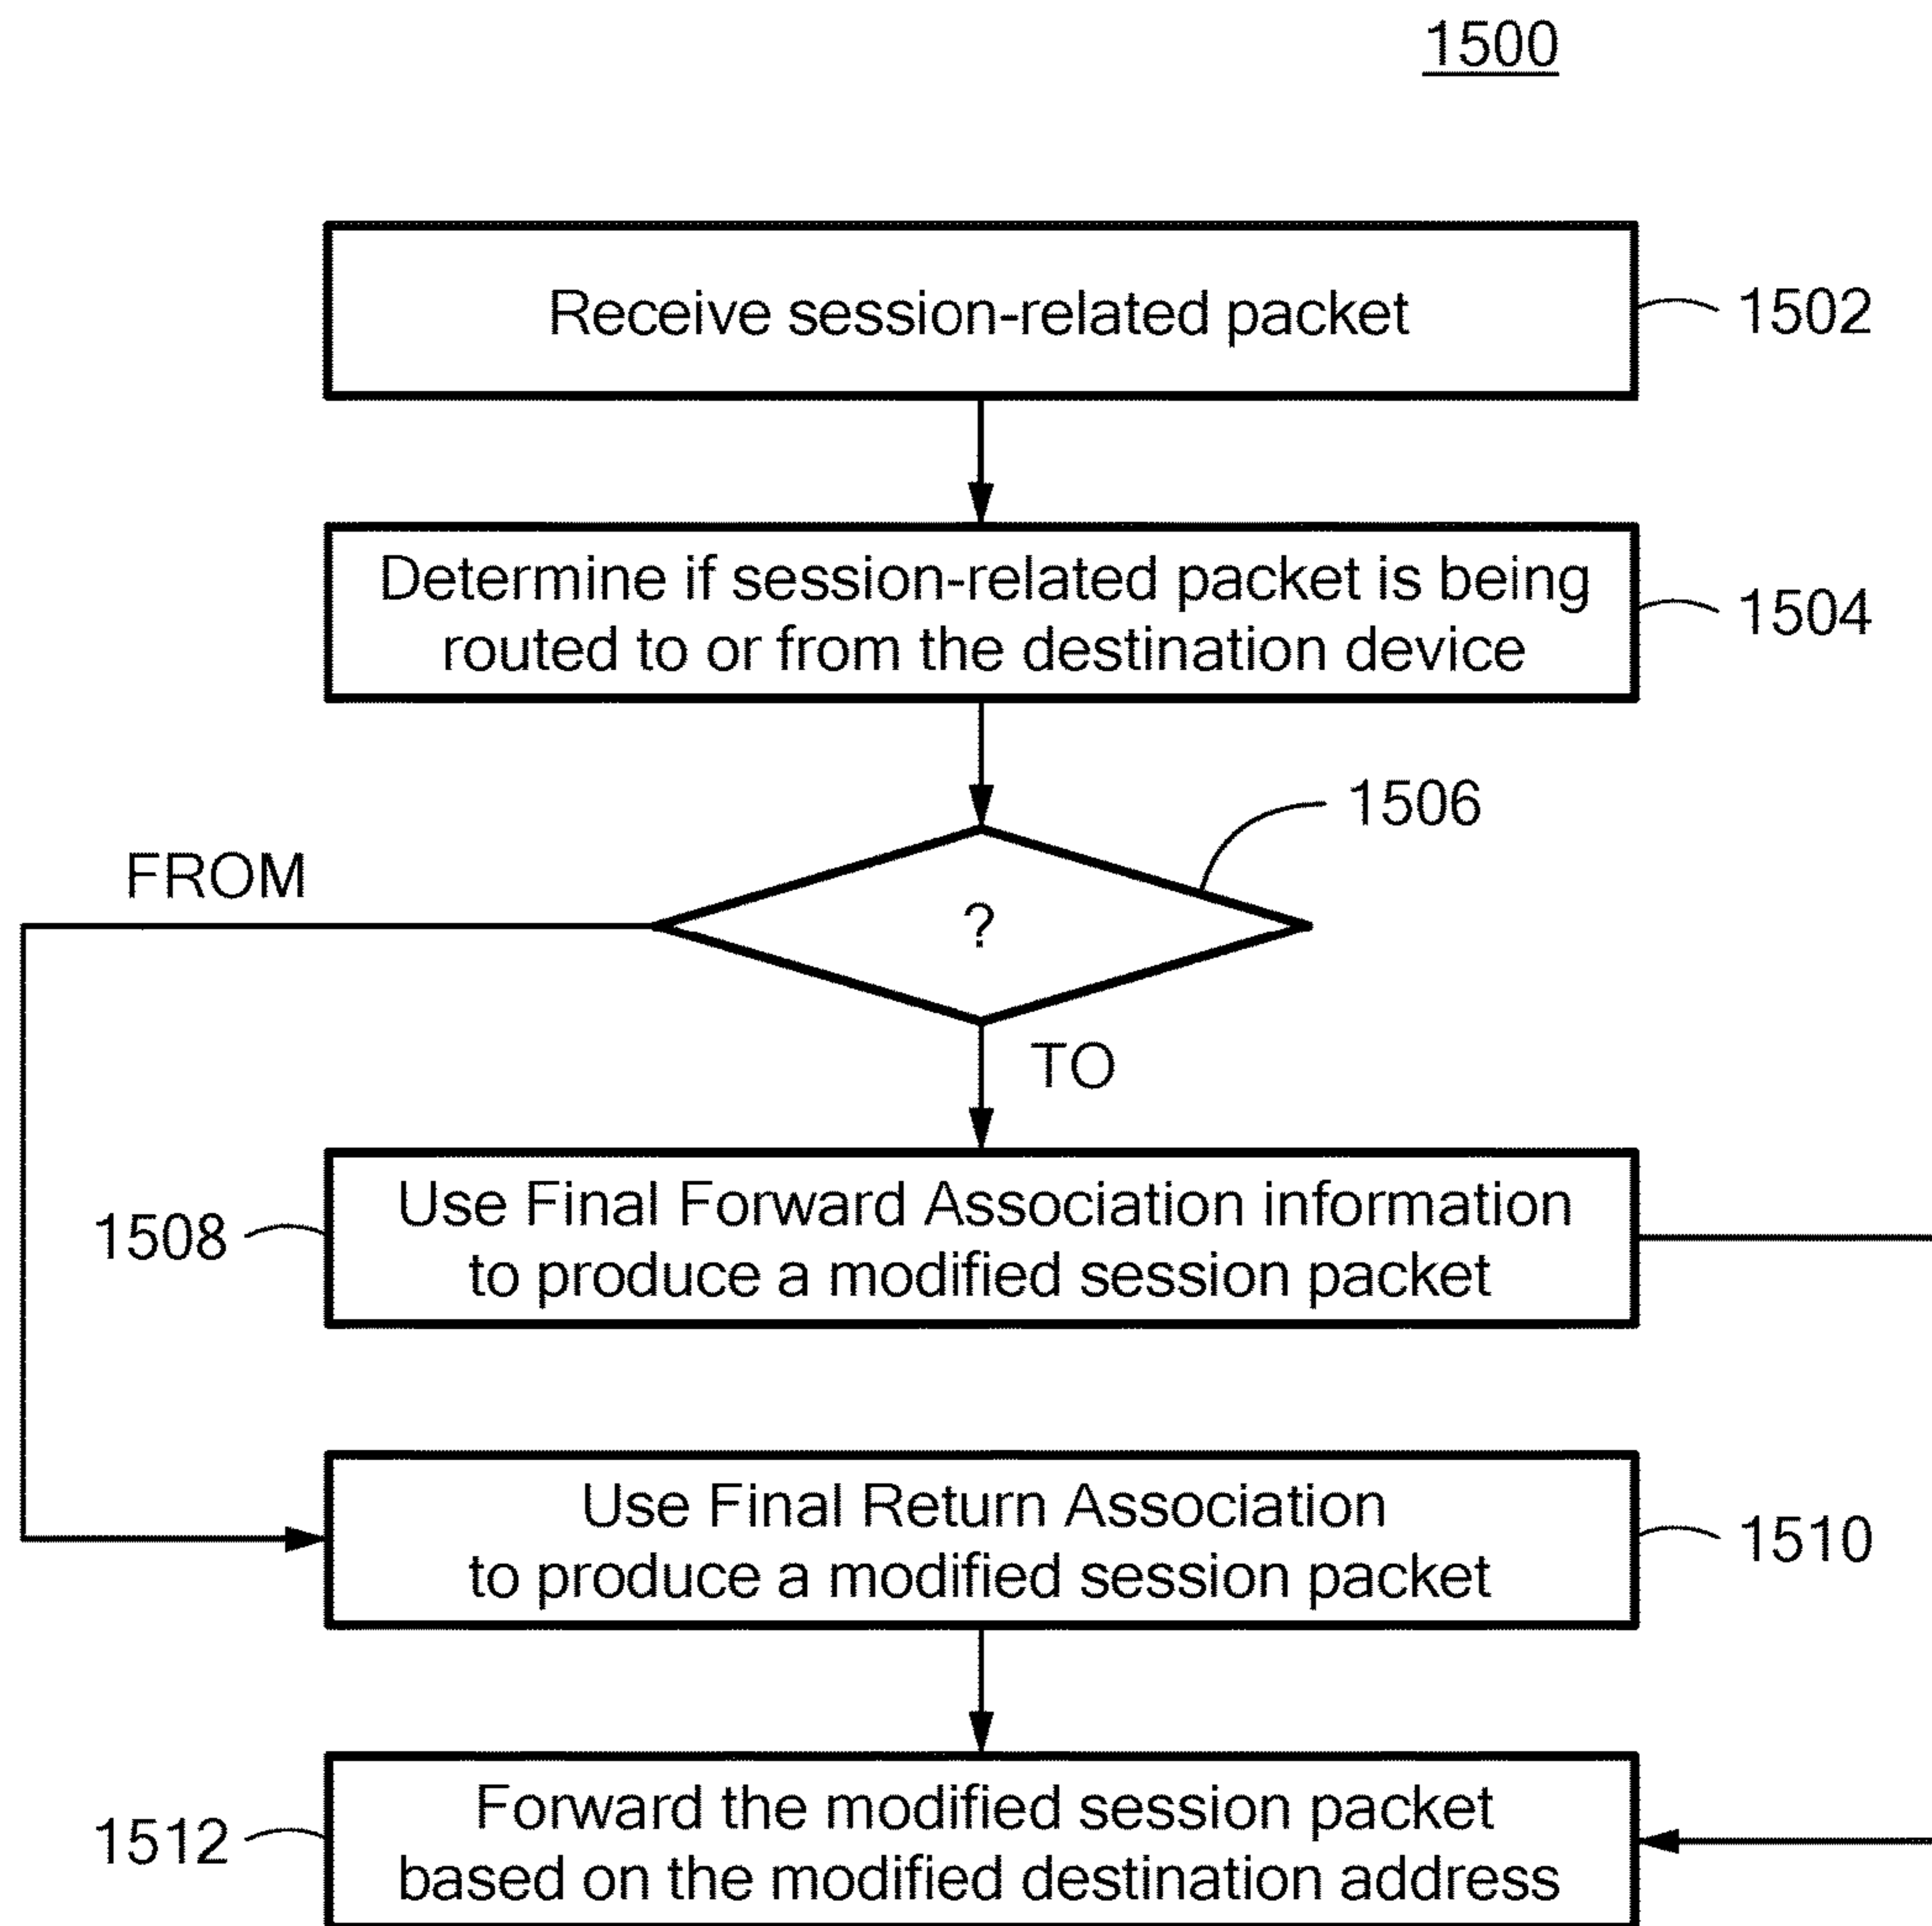 1500
Receive session-related packet
1502
Determine if session-related packet is being
routed to or from the destination device
1504
1506
FROM
?
TO
Use Final Forward Association information
to produce a modified session packet
1508
Use Final Return Association
to produce a modified session packet
1510
Forward the modified session packet
based on the modified destination address
1512